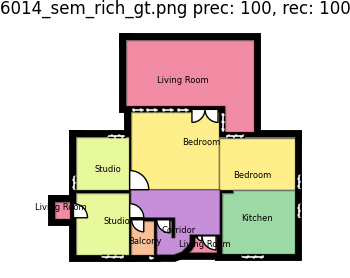 6014_sem_rich_gt.png prec: 100, rec: 100
Living Room
Bedroom
Studio
Bedroom
Living Room
Studio
Kitchen
Corridor
Balcony
Living Room